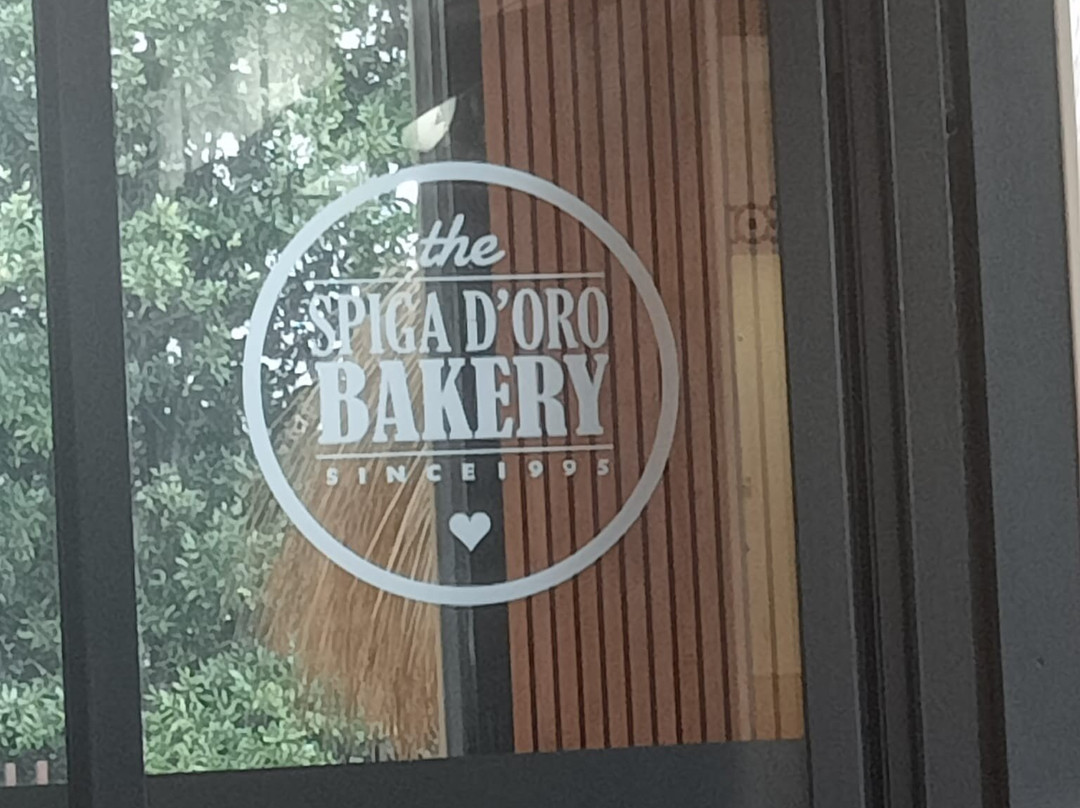 the
SPIGA D'ORO
BAKERY
SINCE 1995